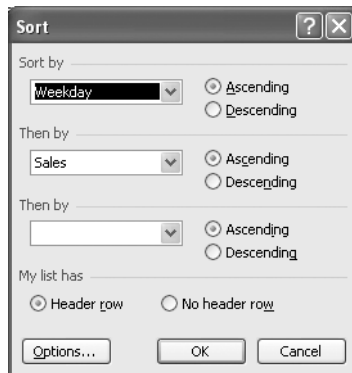 Sort
Sort by
Weekday
Ascending
Descending
Then by
Sales
Ascending
Descending
Then by
Ascending
Descending
My list has
Header row
No header row
Options...
OK
Cancel